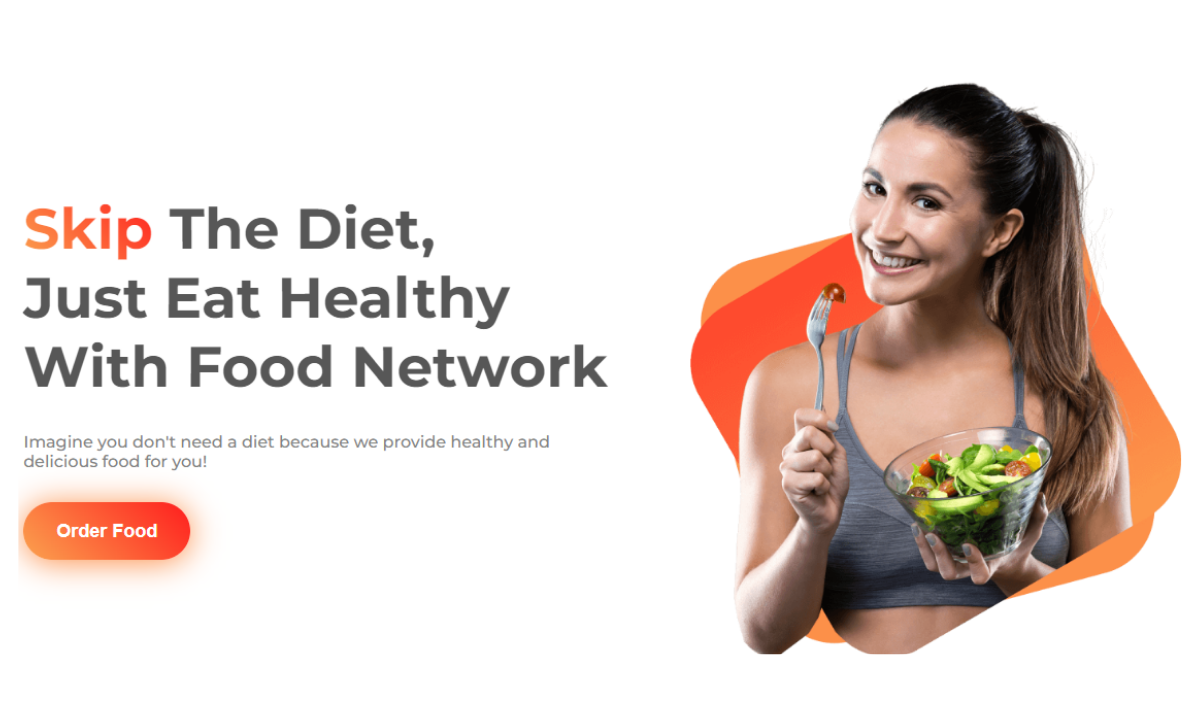 Skip The Diet,
Just Eat Healthy
With Food Network
Imagine you don't need a diet because we provide healthy and
delicious food for you!
Order Food